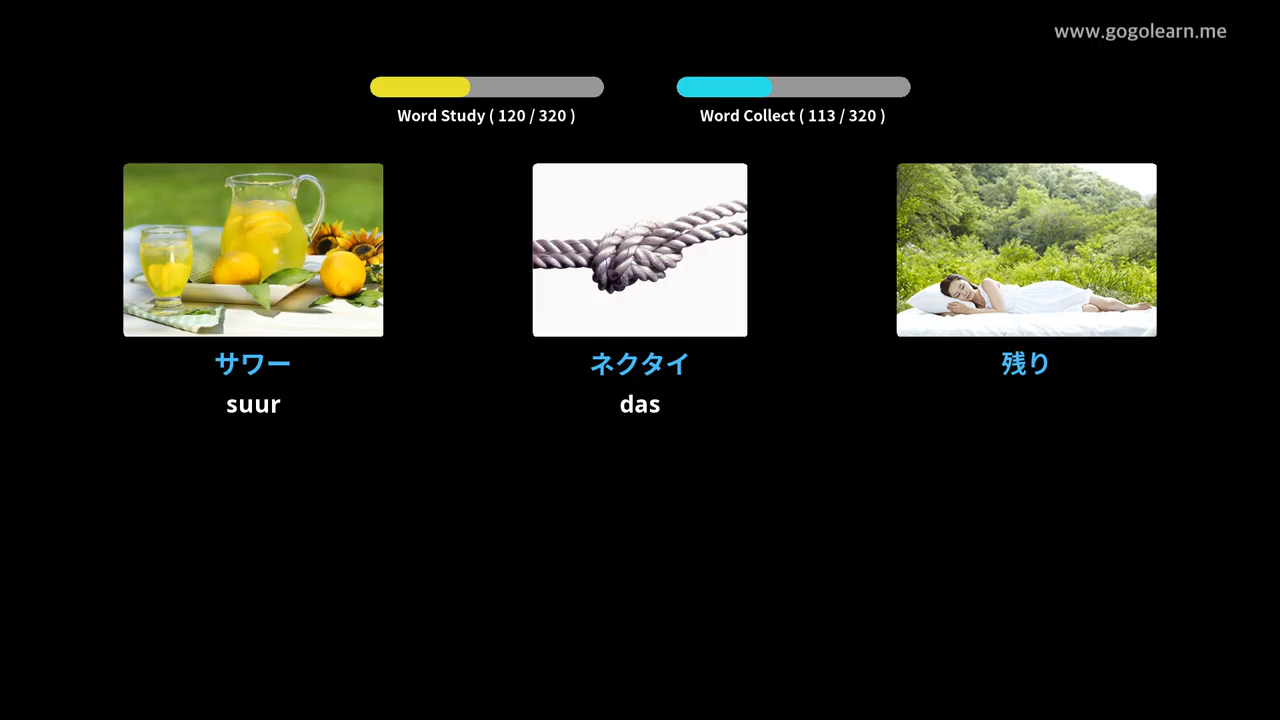 www.gogolearn.me
Word Study ( 120 / 320 )
Word Collect ( 113 / 320 )
サワー
ネクタイ
残り
suur
das